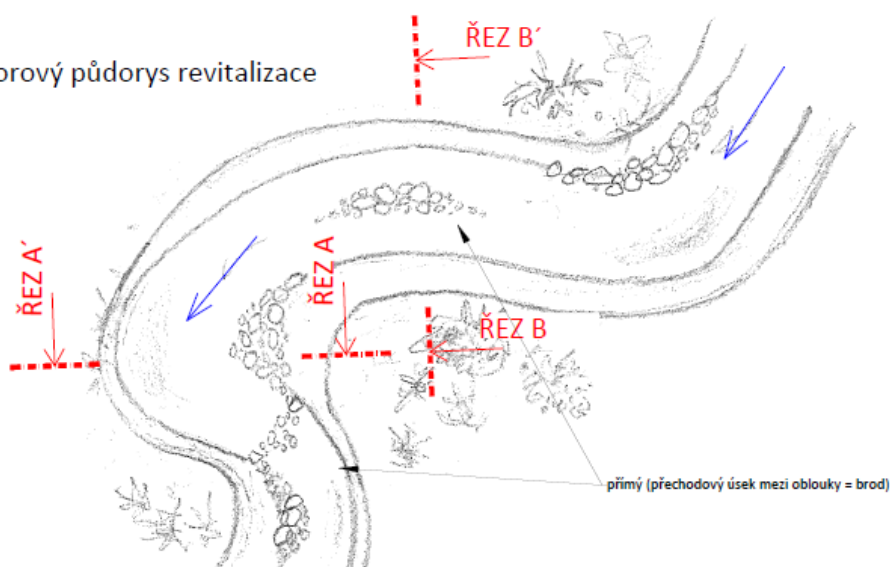 ŘEZ B´
orový půdorys revitalizace
ŘEZ A´
ŘEZ A
ŘEZ B
přímý (přechodový úsek mezi oblouky = brod)